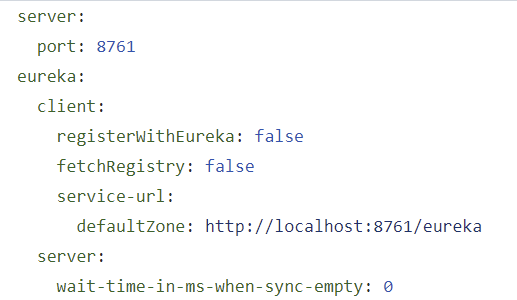 server:
  port: 8761
eureka:
  client:
    registerWithEureka: false
    fetchRegistry: false
    service-url:
      defaultZone: http://localhost:8761/eureka
  server:
    wait-time-in-ms-when-sync-empty: 0